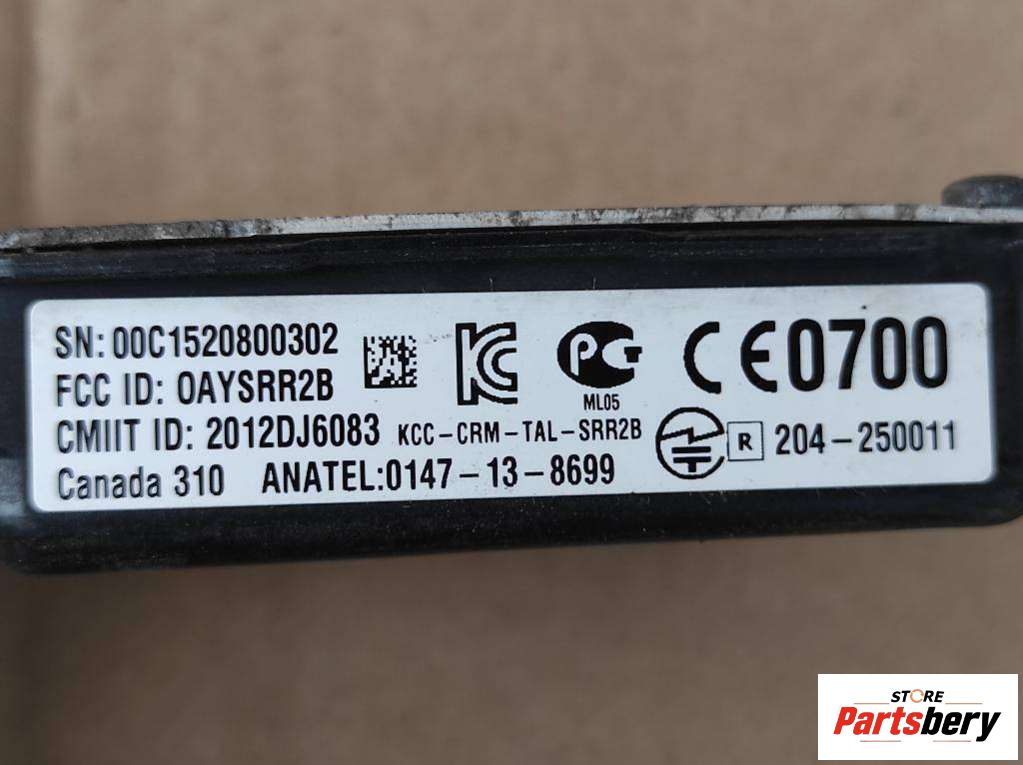 SN: 00C1520800302
FCC ID: OAYSRR2B
CMIIT ID: 2012DJ6083
KCC-CRM-TAL-SRR2B
Canada 310
ANATEL:0147-13-8699
ML05
CE0700
R 204-250011
STORE
Partsbery